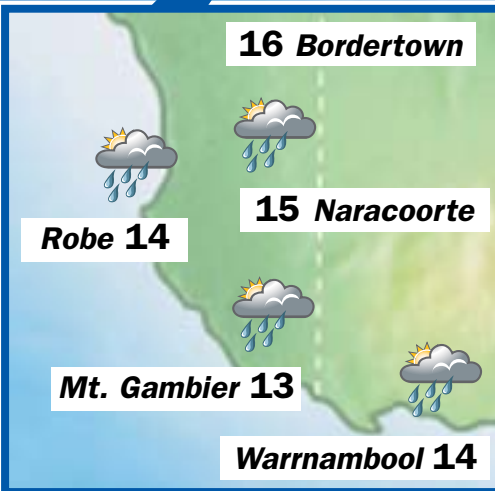 16 Bordertown
15 Naracoorte
Robe 14
Mt. Gambier 13
Warrnambool 14